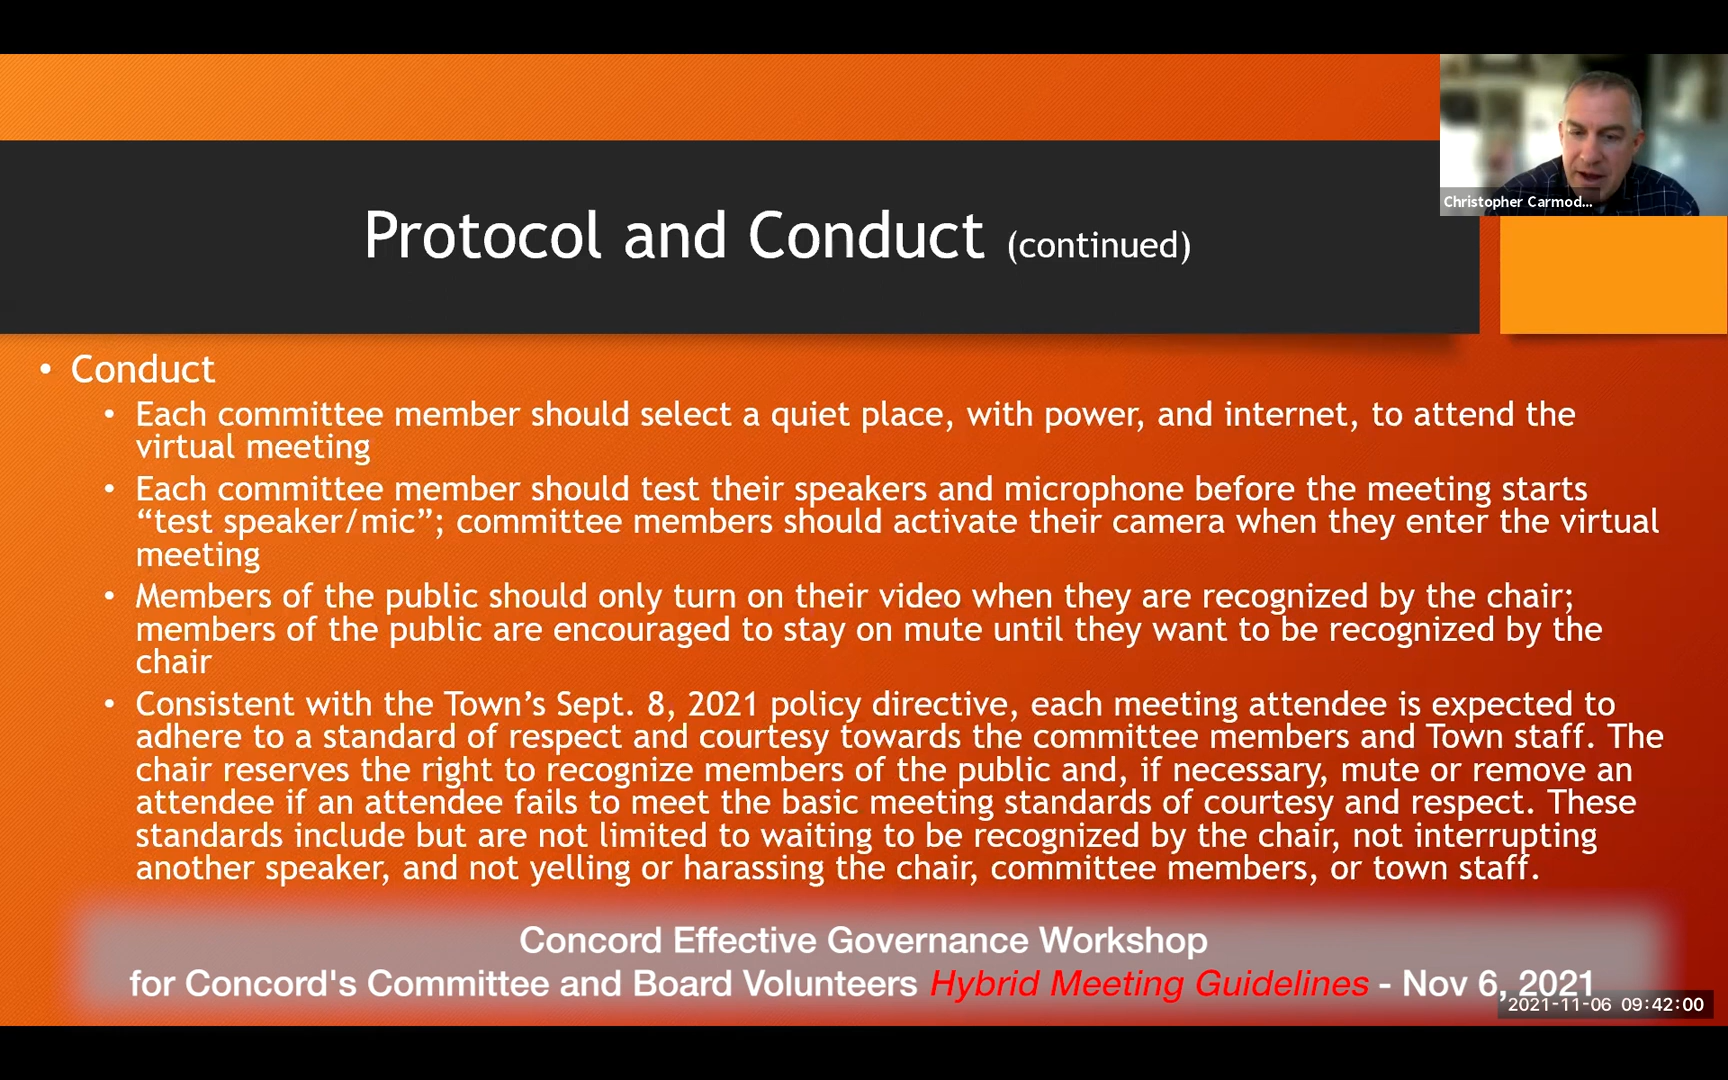 Christopher Carmod...
Protocol and Conduct (continued)
• Conduct
• Each committee member should select a quiet place, with power, and internet, to attend the
virtual meeting
• Each committee member should test their speakers and microphone before the meeting starts
“test speaker/mic”; committee members should activate their camera when they enter the virtual
meeting
• Members of the public should only turn on their video when they are recognized by the chair;
members of the public are encouraged to stay on mute until they want to be recognized by the
chair
• Consistent with the Town’s Sept. 8, 2021 policy directive, each meeting attendee is expected to
adhere to a standard of respect and courtesy towards the committee members and Town staff. The
chair reserves the right to recognize members of the public and, if necessary, mute or remove an
attendee if an attendee fails to meet the basic meeting standards of courtesy and respect. These
standards include but are not limited to waiting to be recognized by the chair, not interrupting
another speaker, and not yelling or harassing the chair, committee members, or town staff.
Concord Effective Governance Workshop
for Concord's Committee and Board Volunteers Hybrid Meeting Guidelines - Nov 6, 2021
2021-11-06 09:42:00